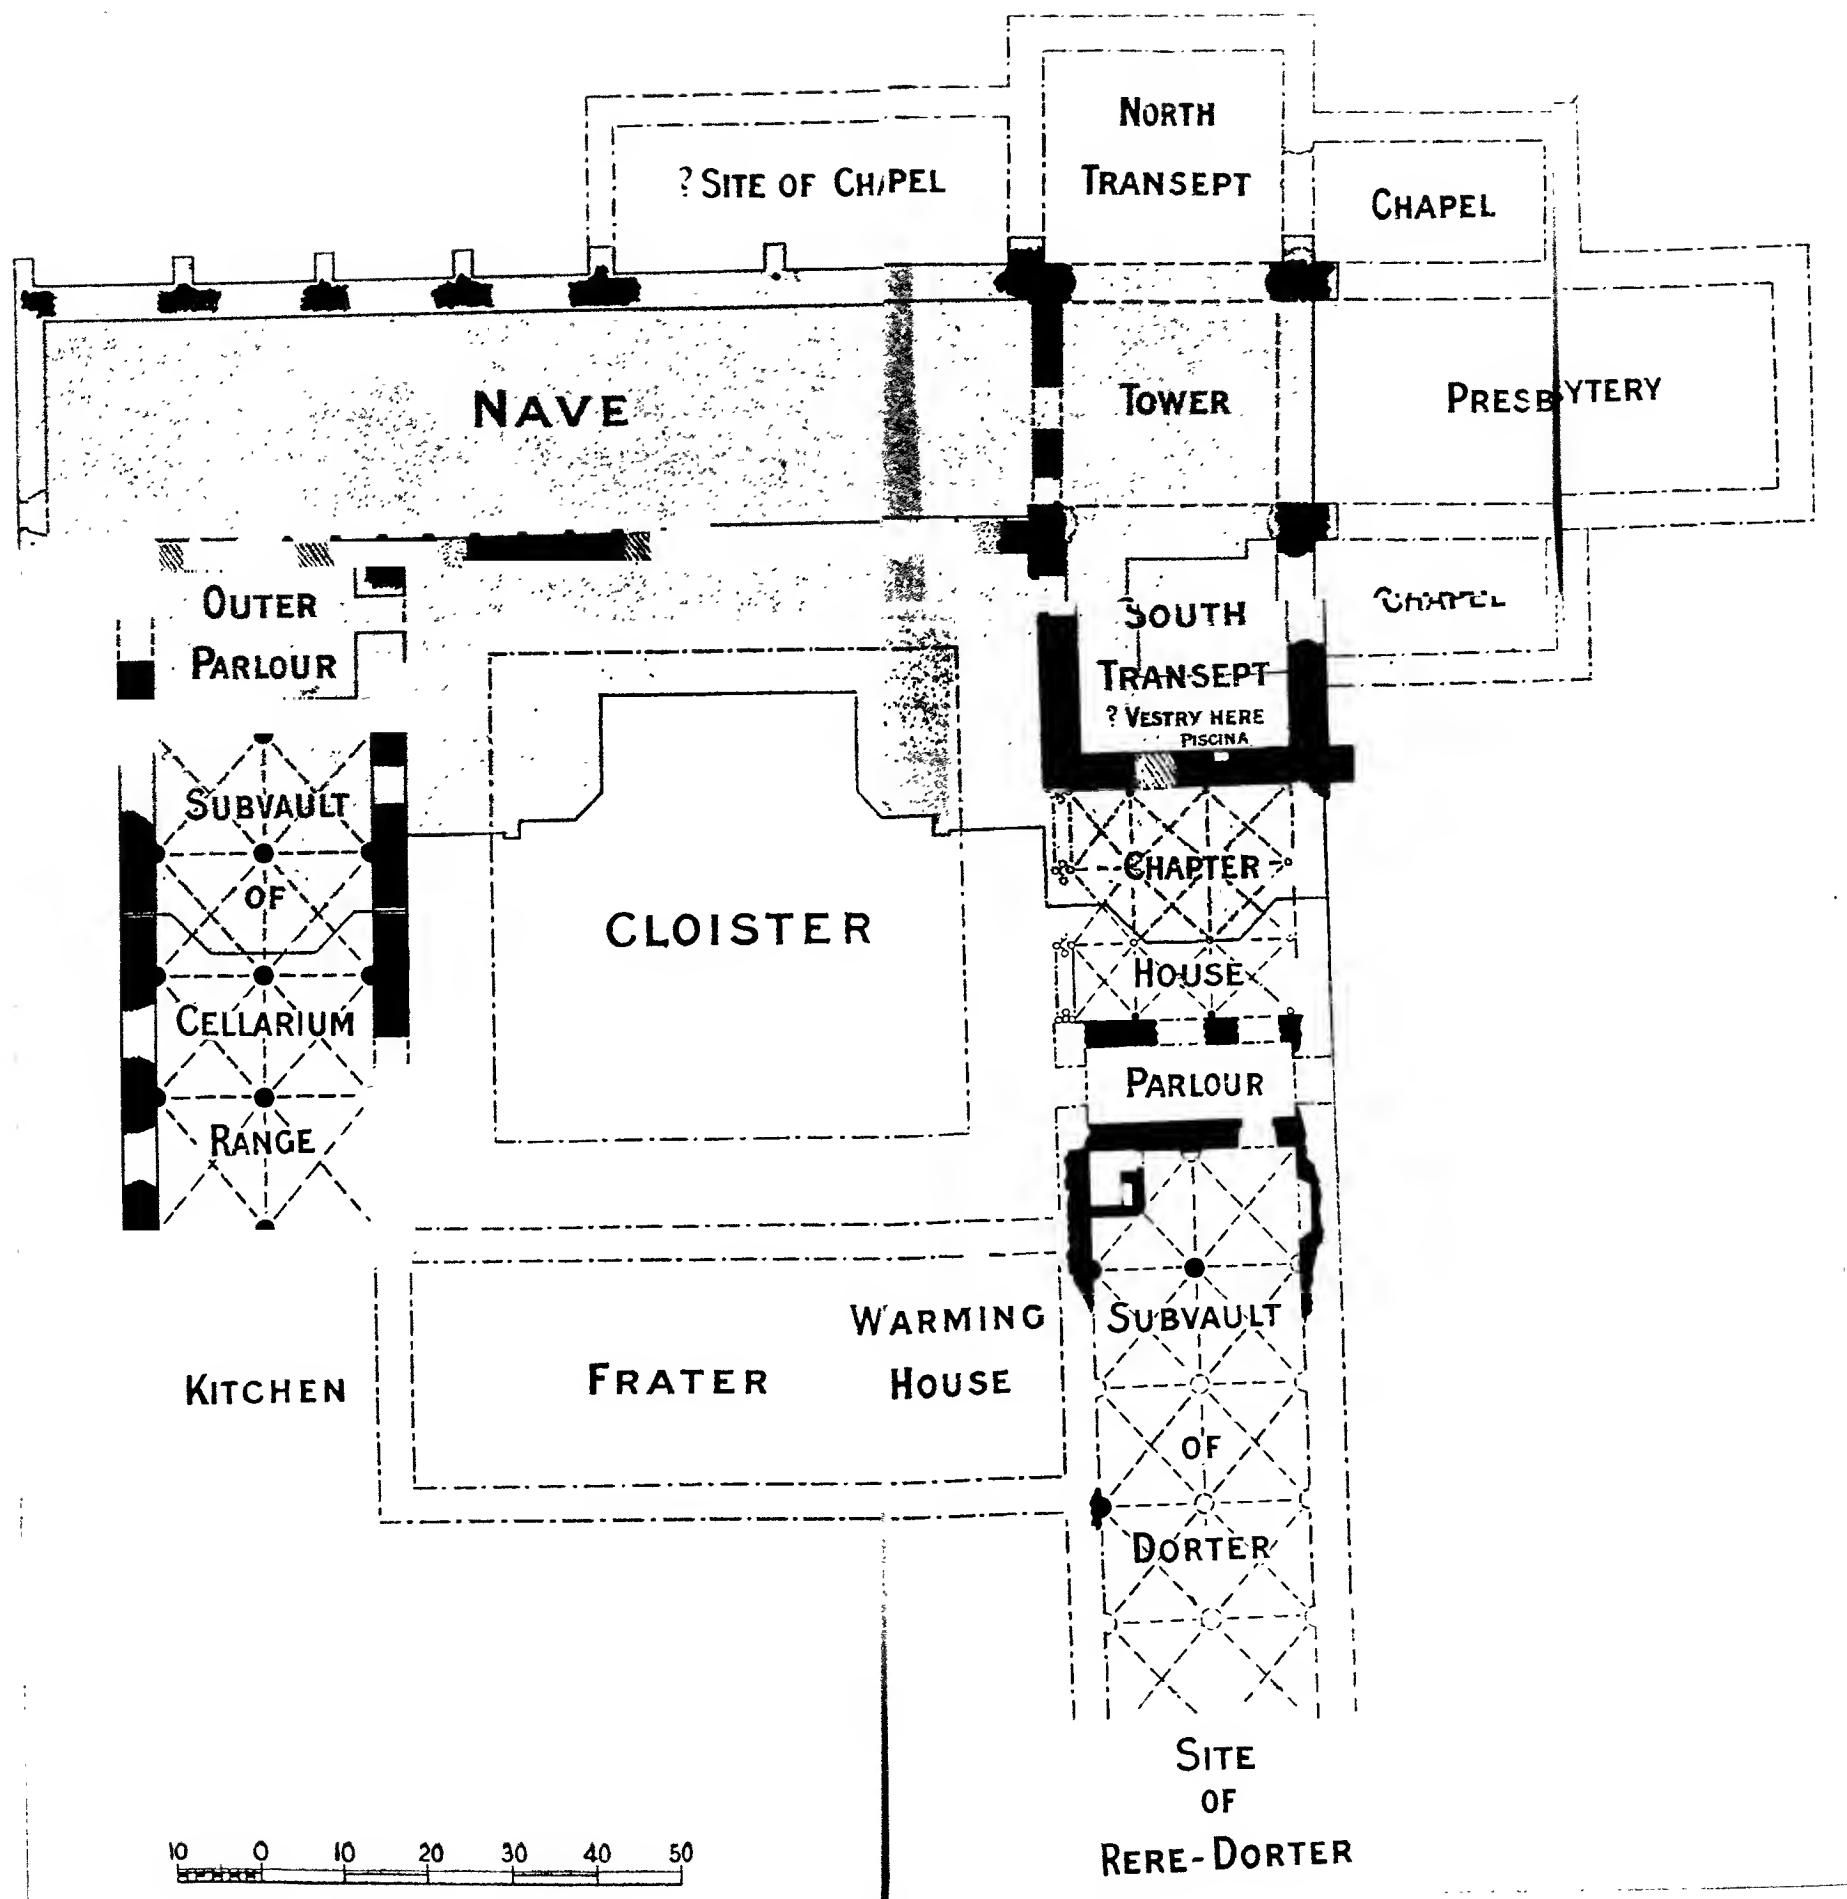 NORTH
TRANSEPT
? SITE OF CHAPEL
CHAPEL
NAVE
TOWER
PRESBYTERY
OUTER
PARLOUR
SOUTH
TRANSEPT
? VESTRY HERE
PISCINA
CHAPEL
SUBVAULT
OF
CELLARIUM
RANGE
CLOISTER
CHAPTER
HOUSE
PARLOUR
KITCHEN
FRATER
WARMING
HOUSE
SUBVAULT
OF
DORTER
SITE
OF
RERE-DORTER
10 0 10 20 30 40 50